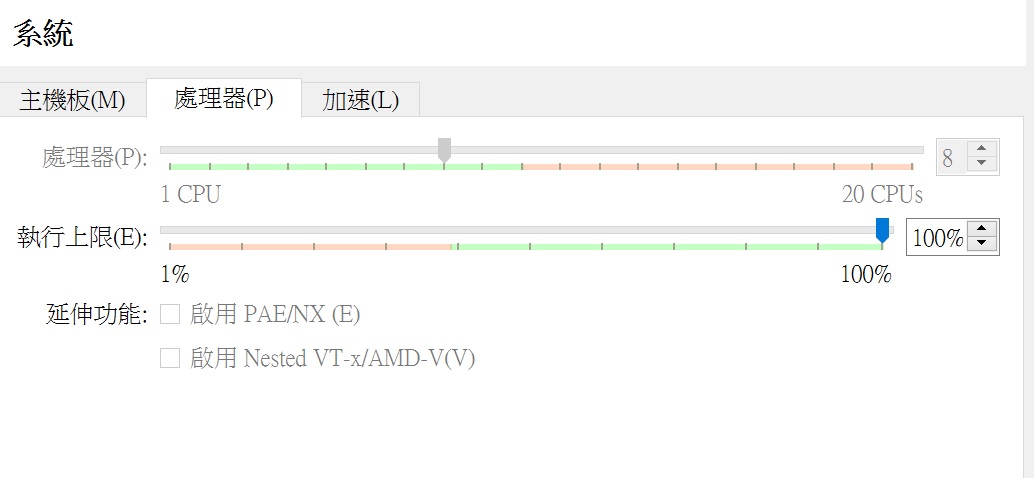 系統
主機板(M) 處理器(P) 加速(L)
處理器(P): 8
1 CPU 20 CPUs
執行上限(E): 100%
1% 100%
延伸功能: 啟用 PAE/NX (E)
啟用 Nested VT-x/AMD-V(V)